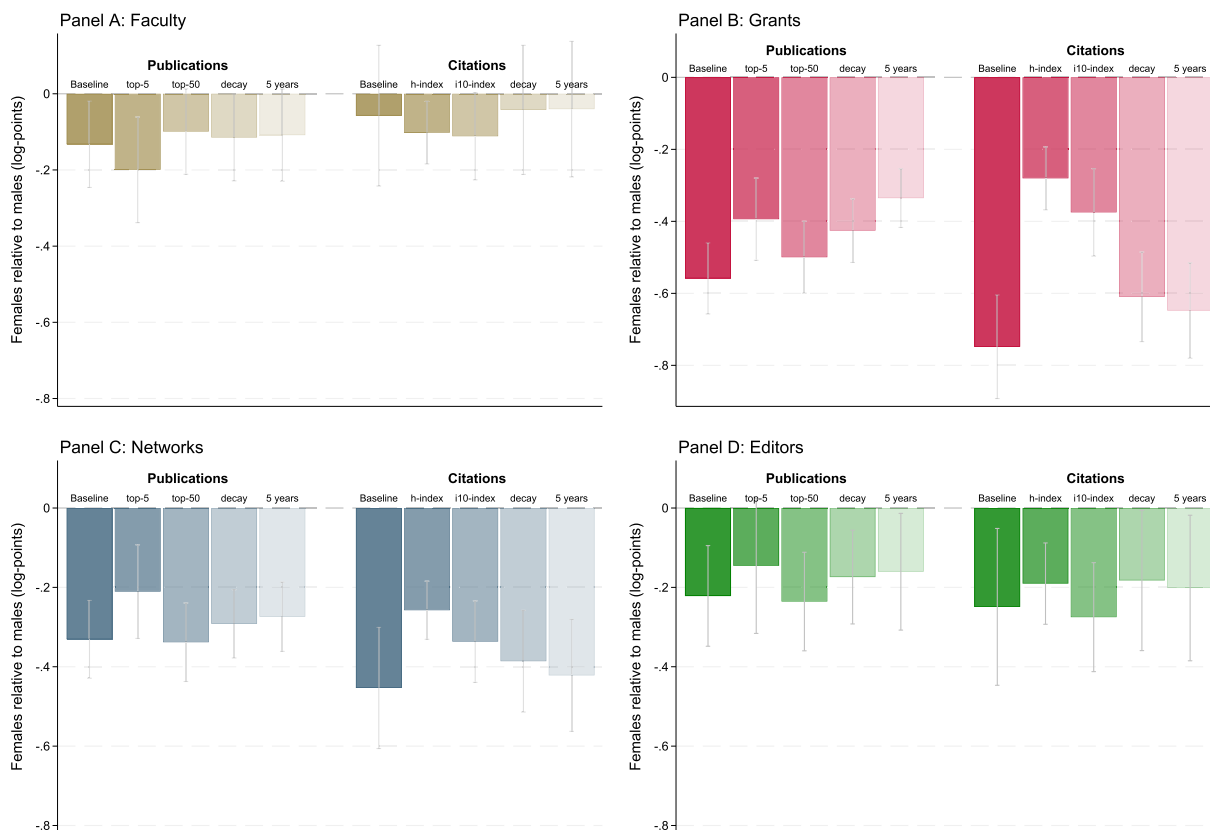 Panel A: Faculty
Publications
Citations
Baseline top-5 top-50 decay 5 years
Baseline h-index i10-index decay 5 years
Females relative to males (log-points)
0
-.2
-.4
-.6
-.8
Panel B: Grants
Publications
Citations
Baseline top-5 top-50 decay 5 years
Baseline h-index i10-index decay 5 years
Females relative to males (log-points)
0
-.2
-.4
-.6
-.8
Panel C: Networks
Publications
Citations
Baseline top-5 top-50 decay 5 years
Baseline h-index i10-index decay 5 years
Females relative to males (log-points)
0
-.2
-.4
-.6
-.8
Panel D: Editors
Publications
Citations
Baseline top-5 top-50 decay 5 years
Baseline h-index i10-index decay 5 years
Females relative to males (log-points)
0
-.2
-.4
-.6
-.8